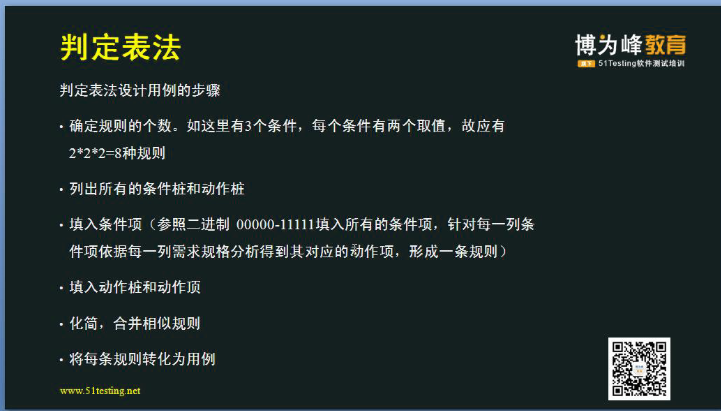 判定表法
博为峰教育
旗下 51Testing软件测试培训
判定表法设计用例的步骤
• 确定规则的个数。如这里有3个条件，每个条件有两个取值，故应有
2*2*2=8种规则
• 列出所有的条件桩和动作桩
• 填入条件项（参照二进制 00000-11111填入所有的条件项，针对每一列条
件项依据每一列需求规格分析得到其对应的动作项，形成一条规则）
• 填入动作桩和动作顶
• 化简，合并相似规则
• 将每条规则转化为用例
www.51testing.net